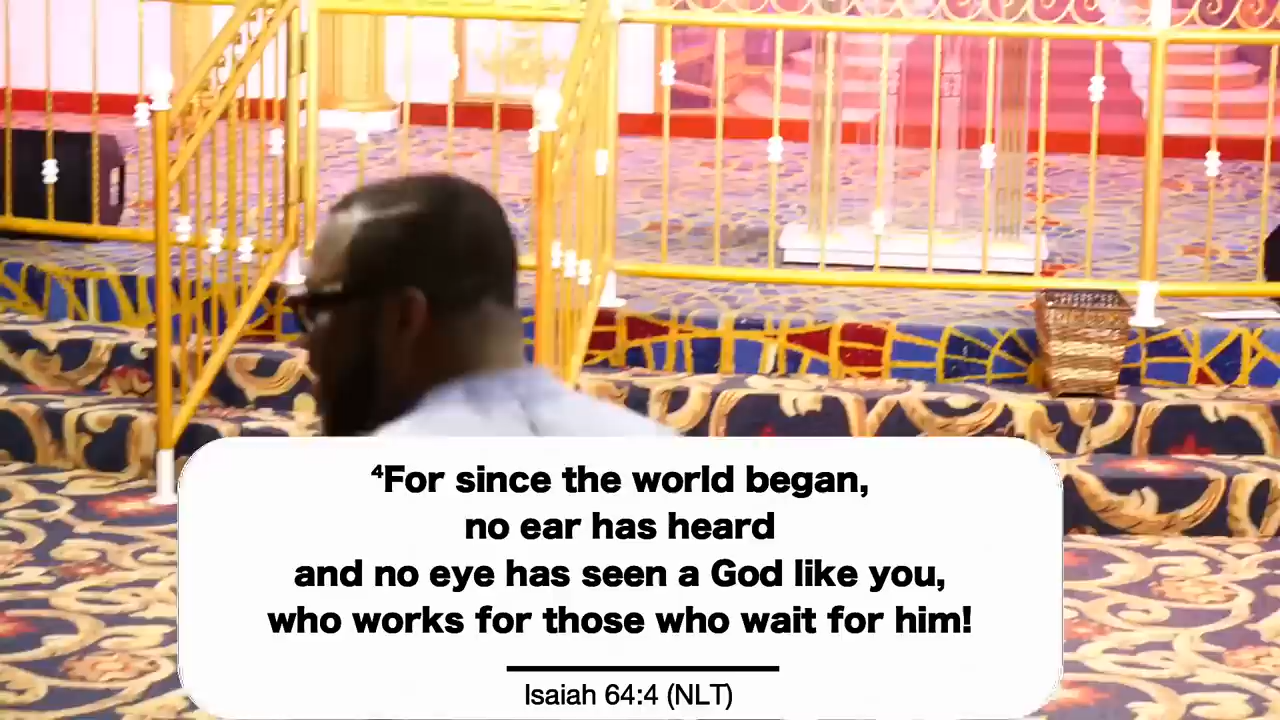 ⁴For since the world began,
no ear has heard
and no eye has seen a God like you,
who works for those who wait for him!
Isaiah 64:4 (NLT)